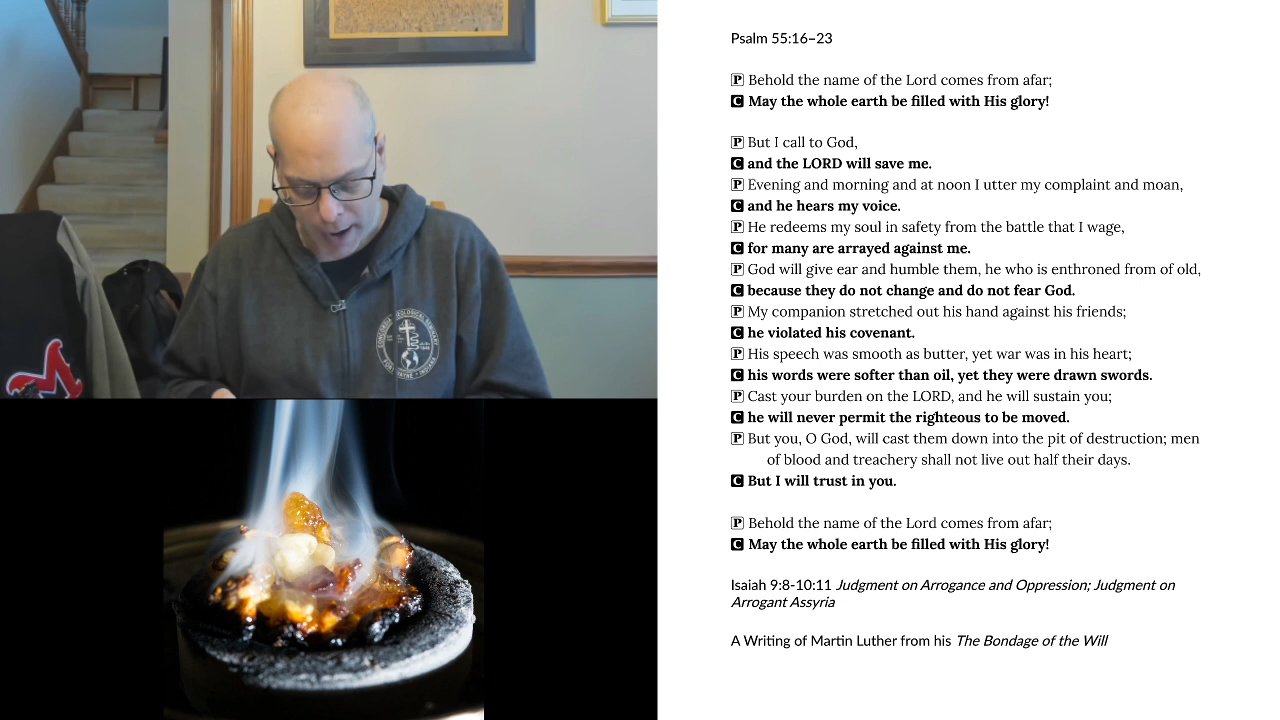 Psalm 55:16–23
P Behold the name of the Lord comes from afar;
C May the whole earth be filled with His glory!
P But I call to God,
C and the LORD will save me.
P Evening and morning and at noon I utter my complaint and moan,
C and he hears my voice.
P He redeems my soul in safety from the battle that I wage,
C for many are arrayed against me.
P God will give ear and humble them, he who is enthroned from of old,
C because they do not change and do not fear God.
P My companion stretched out his hand against his friends;
C he violated his covenant.
P His speech was smooth as butter, yet war was in his heart;
C his words were softer than oil, yet they were drawn swords.
P Cast your burden on the LORD, and he will sustain you;
C he will never permit the righteous to be moved.
P But you, O God, will cast them down into the pit of destruction; men
of blood and treachery shall not live out half their days.
C But I will trust in you.
P Behold the name of the Lord comes from afar;
C May the whole earth be filled with His glory!
Isaiah 9:8-10:11 Judgment on Arrogance and Oppression; Judgment on
Arrogant Assyria
A Writing of Martin Luther from his The Bondage of the Will
CONCORDIA THEOLOGICAL SEMINARY
FORT WAYNE • INDIANA